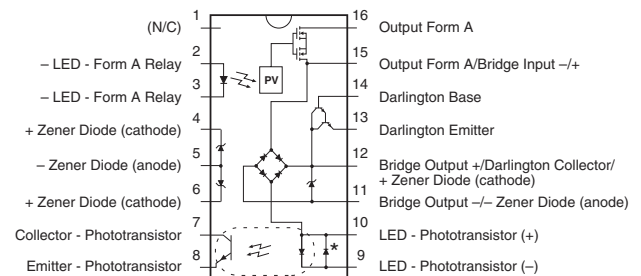 1
(N/C)
2
– LED - Form A Relay
3
– LED - Form A Relay
4
+ Zener Diode (cathode)
5
– Zener Diode (anode)
6
+ Zener Diode (cathode)
7
Collector - Phototransistor
8
Emitter - Phototransistor
PV
*
16
Output Form A
15
Output Form A/Bridge Input –/+
14
Darlington Base
13
Darlington Emitter
12
Bridge Output +/Darlington Collector/
+ Zener Diode (cathode)
11
Bridge Output –/– Zener Diode (anode)
10
LED - Phototransistor (+)
9
LED - Phototransistor (–)